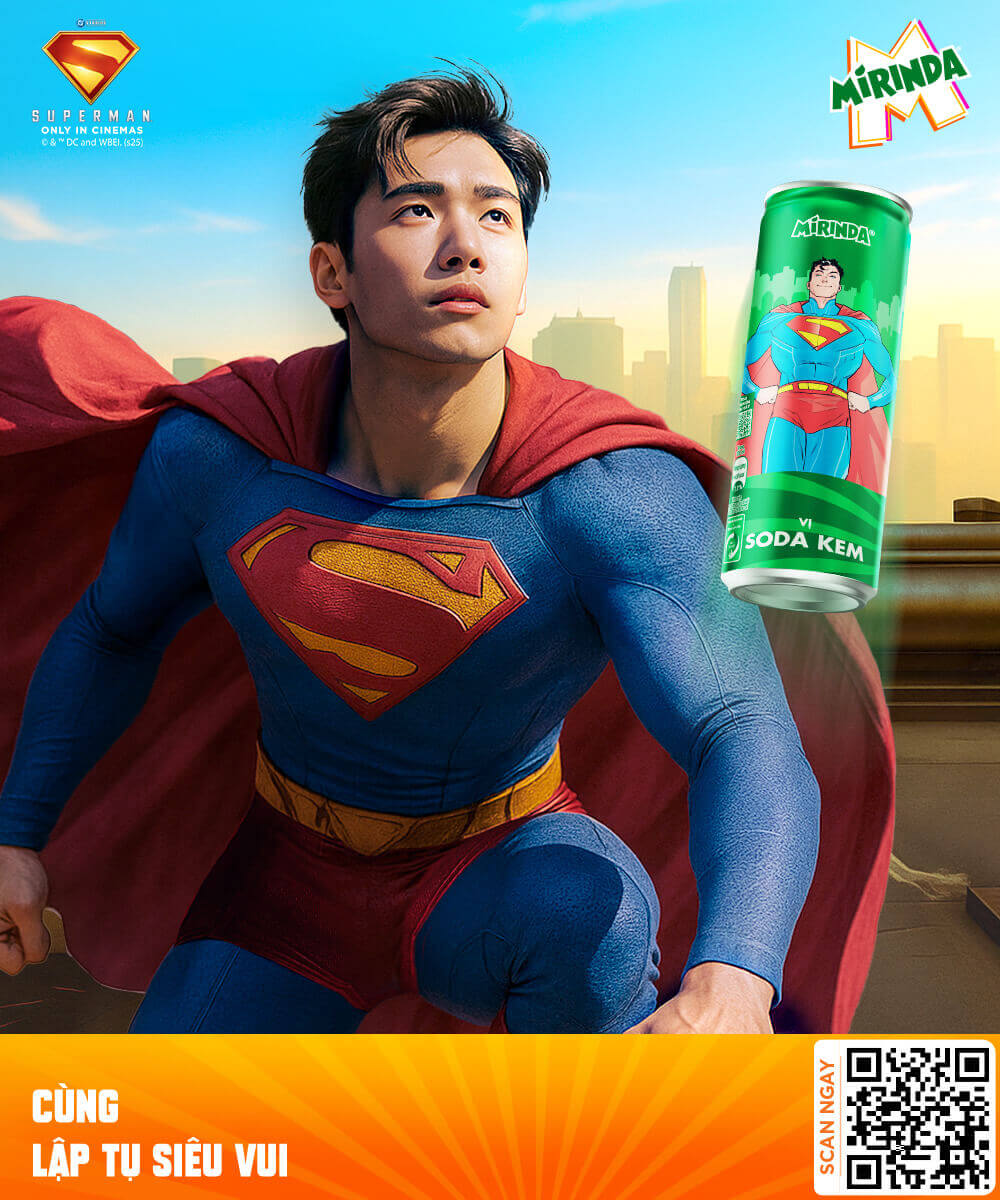 SUPERMAN
ONLY IN CINEMAS
© & ™ DC and WBEI. (s25)
MIRINDA
MIRINDA®
VỊ
SODA KEM
CÙNG
LẬP TỤ SIÊU VUI
SCAN NGAY